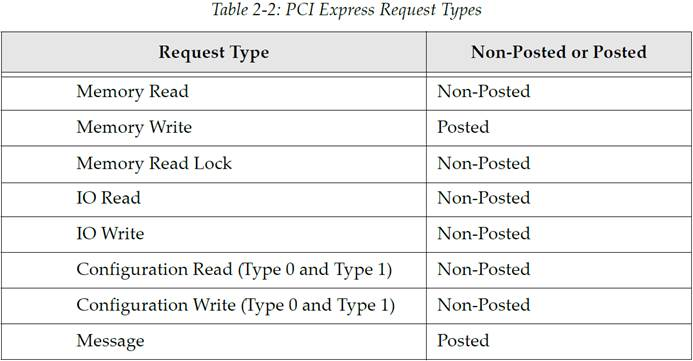 Table 2-2: PCI Express Request Types
Request Type Non-Posted or Posted
Memory Read Non-Posted
Memory Write Posted
Memory Read Lock Non-Posted
IO Read Non-Posted
IO Write Non-Posted
Configuration Read (Type 0 and Type 1) Non-Posted
Configuration Write (Type 0 and Type 1) Non-Posted
Message Posted